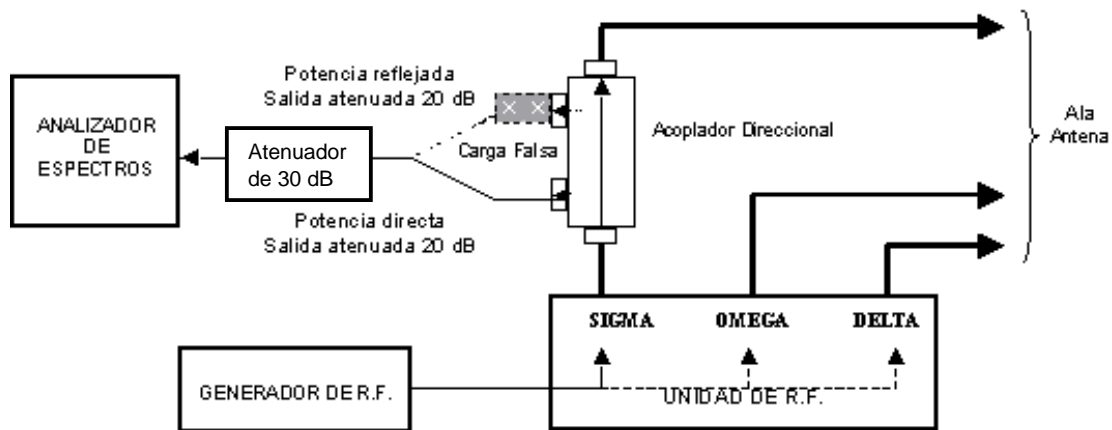 Potencia reflejada
Salida atenuada 20 dB
ANALIZADOR
DE
ESPECTROS
Atenuador
de 30 dB
Carga Falsa
Acoplador Direccional
Ala
Antena
Potencia directa
Salida atenuada 20 dB
SIGMA OMEGA DELTA
GENERADOR DE R.F.
UNIDAD DE R.F.